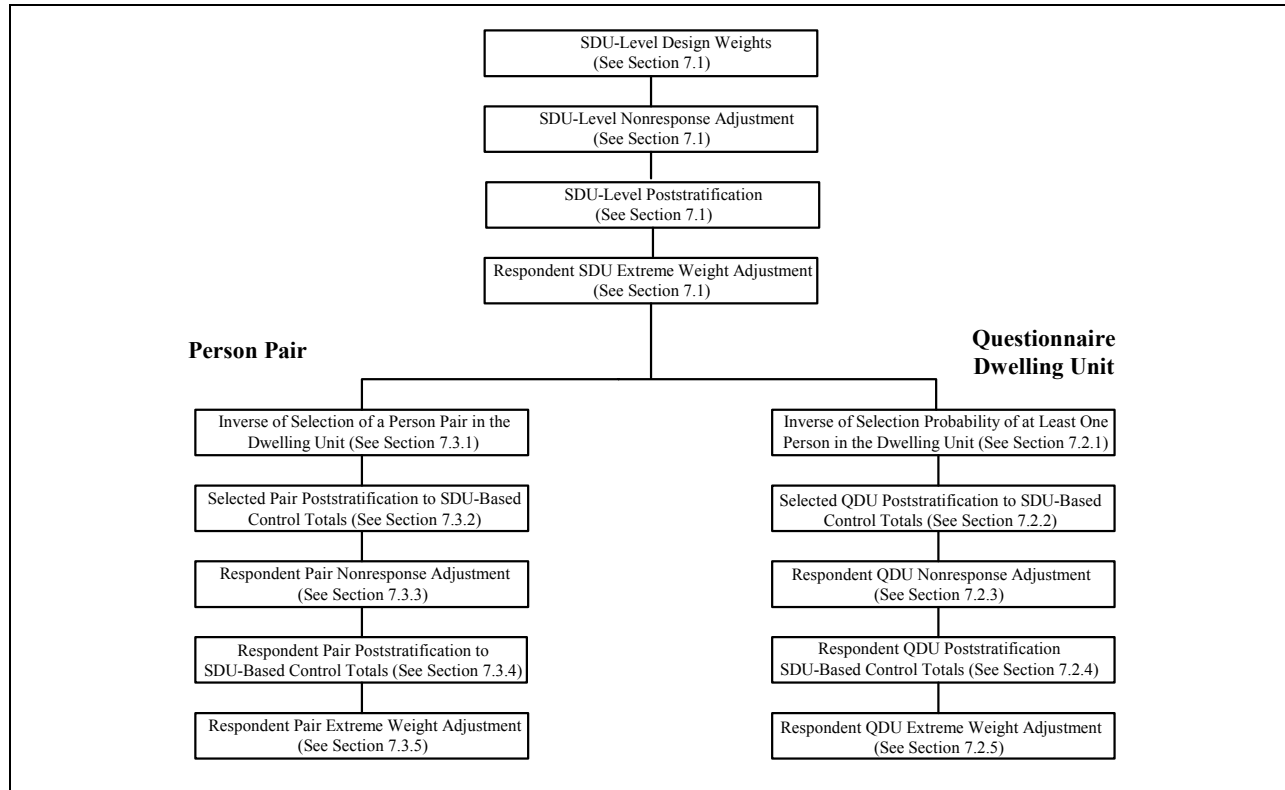 SDU-Level Design Weights
(See Section 7.1)
SDU-Level Nonresponse Adjustment
(See Section 7.1)
SDU-Level Poststratification
(See Section 7.1)
Respondent SDU Extreme Weight Adjustment
(See Section 7.1)
Person Pair
Inverse of Selection of a Person Pair in the
Dwelling Unit (See Section 7.3.1)
Selected Pair Poststratification to SDU-Based
Control Totals (See Section 7.3.2)
Respondent Pair Nonresponse Adjustment
(See Section 7.3.3)
Respondent Pair Poststratification to
SDU-Based Control Totals (See Section 7.3.4)
Respondent Pair Extreme Weight Adjustment
(See Section 7.3.5)
Questionnaire
Dwelling Unit
Inverse of Selection Probability of at Least One
Person in the Dwelling Unit (See Section 7.2.1)
Selected QDU Poststratification to SDU-Based
Control Totals (See Section 7.2.2)
Respondent QDU Nonresponse Adjustment
(See Section 7.2.3)
Respondent QDU Poststratification
SDU-Based Control Totals (See Section 7.2.4)
Respondent QDU Extreme Weight Adjustment
(See Section 7.2.5)